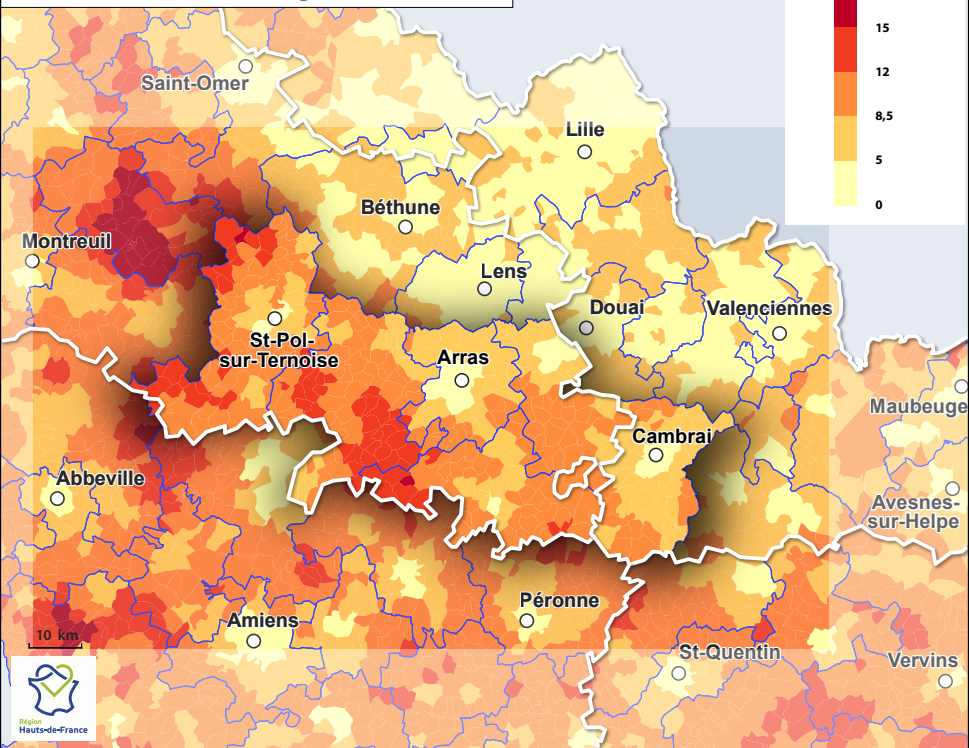 15
12
8,5
5
0
Saint-Omer
Lille
Béthune
Montreuil
Lens
Douai
Valenciennes
St-Pol-
sur-Ternoise
Arras
Maubeuge
Cambrai
Abbeville
Avesnes-
sur-Helpe
Péronne
Amiens
10 km
St-Quentin
Vervins
Région
Hauts-de-France